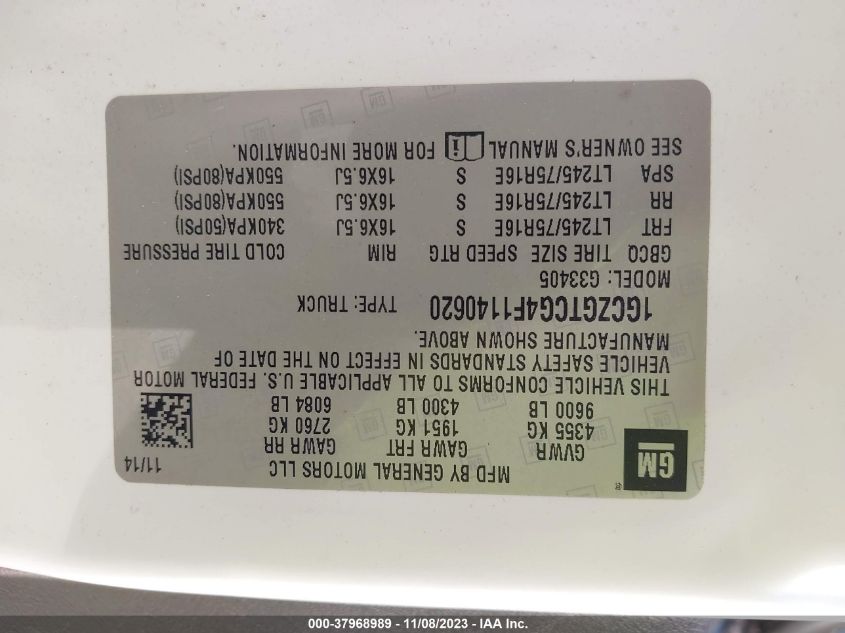 MFD BY GENERAL MOTORS LLC 11/14
GM
GVWR GAWR FRT GAWR RR
4355 KG 1951 KG 2760 KG
9600 LB 4300 LB 6084 LB
THIS VEHICLE CONFORMS TO ALL APPLICABLE U.S. FEDERAL MOTOR
VEHICLE SAFETY STANDARDS IN EFFECT ON THE DATE OF
MANUFACTURE SHOWN ABOVE.
1GCZGTCG4F1140620 TYPE: TRUCK
MODEL: G33405
GBCQ TIRE SIZE SPEED RTG RIM COLD TIRE PRESSURE
FRT LT245/75R16E S 16X6.5J 340KPA(50PSI)
RR LT245/75R16E S 16X6.5J 550KPA(80PSI)
SPA LT245/75R16E S 16X6.5J 550KPA(80PSI)
SEE OWNER'S MANUAL FOR MORE INFORMATION.
000-37968989 - 11/08/2023 - IAA Inc.